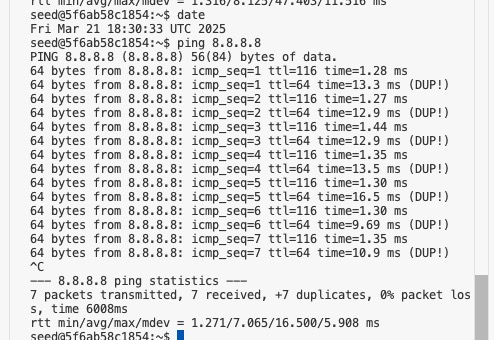 rtt min/avg/max/mdev = 1.316/8.125/47.403/11.516 ms
seed@5f6ab58c1854:~$ date
Fri Mar 21 18:30:33 UTC 2025
seed@5f6ab58c1854:~$ ping 8.8.8.8
PING 8.8.8.8 (8.8.8.8) 56(84) bytes of data.
64 bytes from 8.8.8.8: icmp_seq=1 ttl=116 time=1.28 ms
64 bytes from 8.8.8.8: icmp_seq=1 ttl=64 time=13.3 ms (DUP!)
64 bytes from 8.8.8.8: icmp_seq=2 ttl=116 time=1.27 ms
64 bytes from 8.8.8.8: icmp_seq=2 ttl=64 time=12.9 ms (DUP!)
64 bytes from 8.8.8.8: icmp_seq=3 ttl=116 time=1.44 ms
64 bytes from 8.8.8.8: icmp_seq=3 ttl=64 time=12.9 ms (DUP!)
64 bytes from 8.8.8.8: icmp_seq=4 ttl=116 time=1.35 ms
64 bytes from 8.8.8.8: icmp_seq=4 ttl=64 time=13.5 ms (DUP!)
64 bytes from 8.8.8.8: icmp_seq=5 ttl=116 time=1.30 ms
64 bytes from 8.8.8.8: icmp_seq=5 ttl=64 time=16.5 ms (DUP!)
64 bytes from 8.8.8.8: icmp_seq=6 ttl=116 time=1.30 ms
64 bytes from 8.8.8.8: icmp_seq=6 ttl=64 time=9.69 ms (DUP!)
64 bytes from 8.8.8.8: icmp_seq=7 ttl=116 time=1.35 ms
64 bytes from 8.8.8.8: icmp_seq=7 ttl=64 time=10.9 ms (DUP!)
^C
--- 8.8.8.8 ping statistics ---
7 packets transmitted, 7 received, +7 duplicates, 0% packet los
s, time 6008ms
rtt min/avg/max/mdev = 1.271/7.065/16.500/5.908 ms
seed@5f6ab58c1854:~$